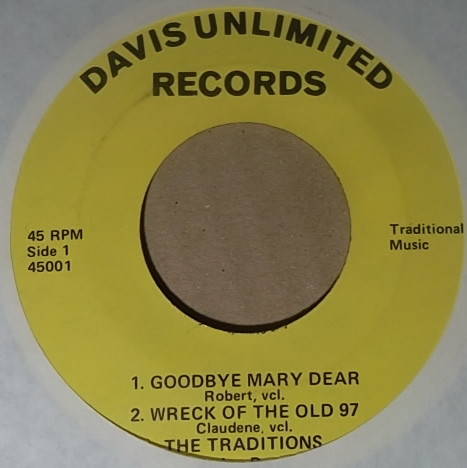 DAVIS UNLIMITED
RECORDS
45 RPM
Side 1
45001
Traditional
Music
1. GOODBYE MARY DEAR
Robert, vcl.
2. WRECK OF THE OLD 97
Claudene, vcl.
THE TRADITIONS